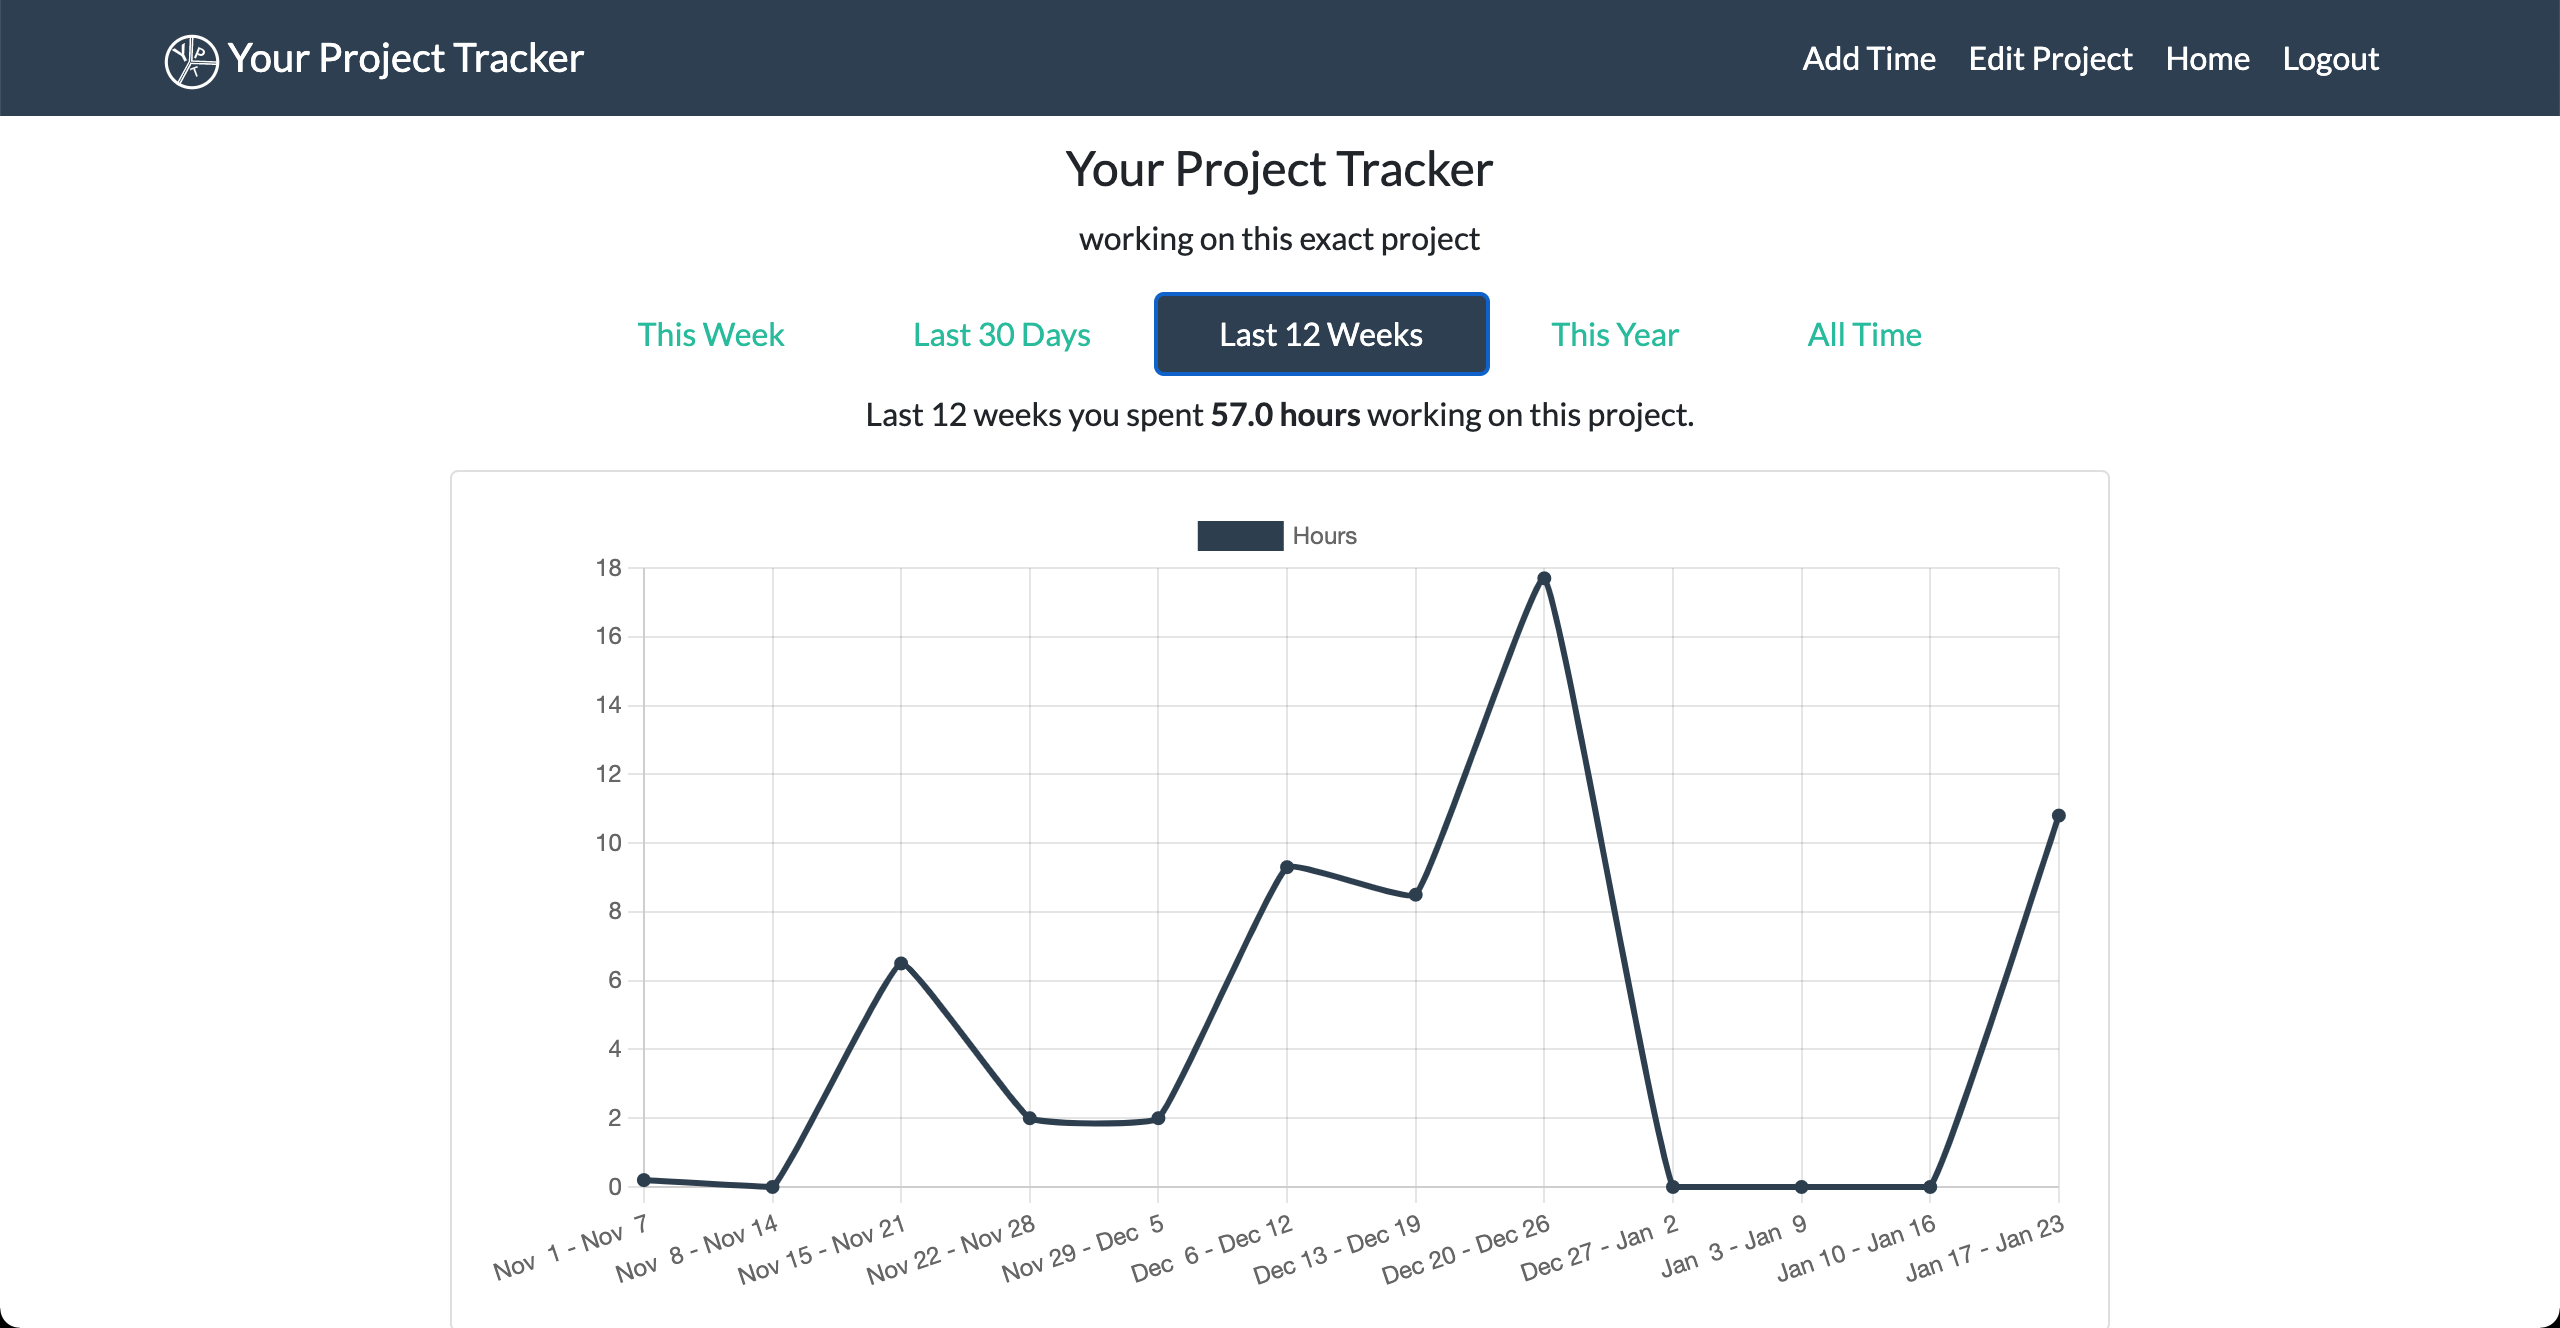 Y P T Your Project Tracker Add Time Edit Project Home Logout
Your Project Tracker
working on this exact project
This Week Last 30 Days Last 12 Weeks This Year All Time
Last 12 weeks you spent 57.0 hours working on this project.
Hours
18
16
14
12
10
8
6
4
2
0
Nov 1 - Nov 7
Nov 8 - Nov 14
Nov 15 - Nov 21
Nov 22 - Nov 28
Nov 29 - Dec 5
Dec 6 - Dec 12
Dec 13 - Dec 19
Dec 20 - Dec 26
Dec 27 - Jan 2
Jan 3 - Jan 9
Jan 10 - Jan 16
Jan 17 - Jan 23